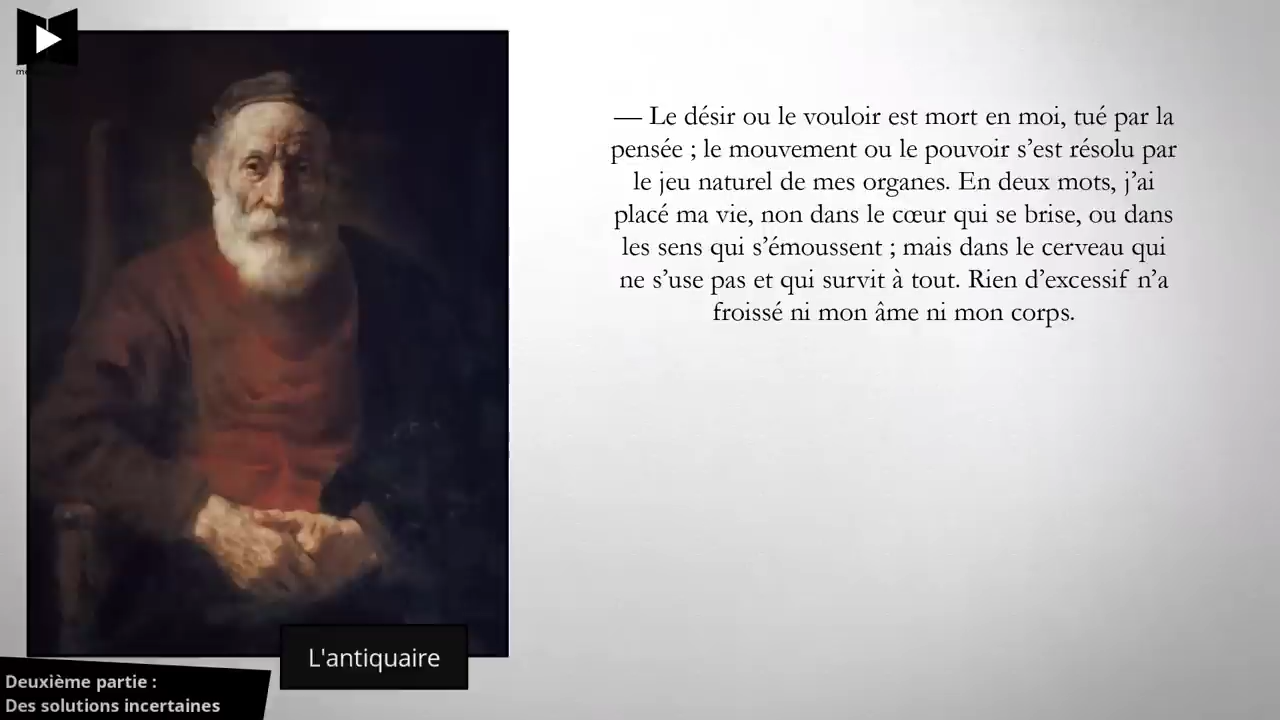 — Le désir ou le vouloir est mort en moi, tué par la
pensée ; le mouvement ou le pouvoir s’est résolu par
le jeu naturel de mes organes. En deux mots, j’ai
placé ma vie, non dans le cœur qui se brise, ou dans
les sens qui s’émoussent ; mais dans le cerveau qui
ne s’use pas et qui survit à tout. Rien d’excessif n’a
froissé ni mon âme ni mon corps.
L'antiquaire
Deuxième partie :
Des solutions incertaines